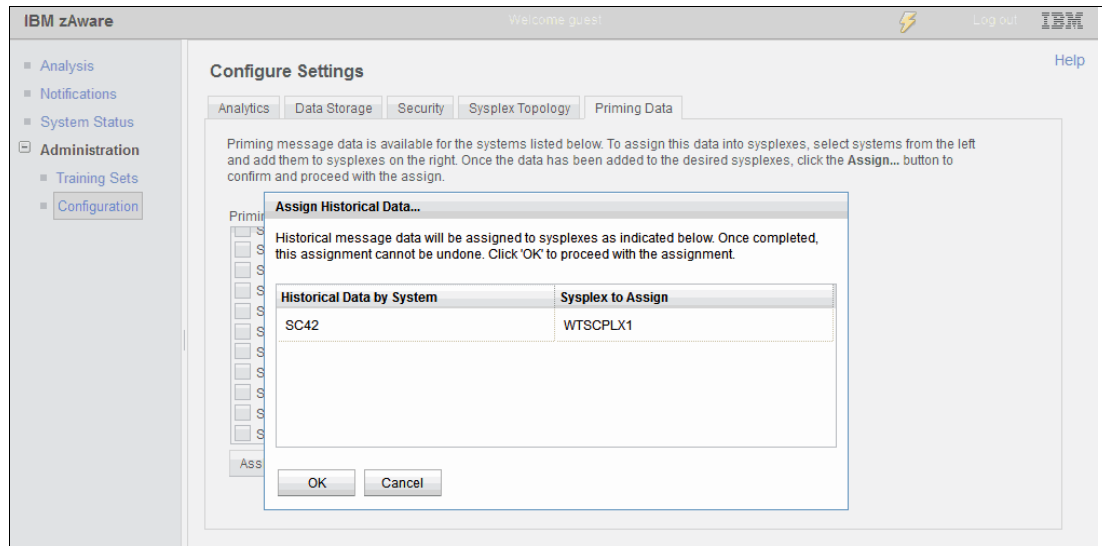 IBM zAware
Welcome guest
Log out
IBM
Analysis
Notifications
System Status
Administration
Training Sets
Configuration
Help
Configure Settings
Analytics
Data Storage
Security
Sysplex Topology
Priming Data
Priming message data is available for the systems listed below. To assign this data into sysplexes, select systems from the left
and add them to sysplexes on the right. Once the data has been added to the desired sysplexes, click the Assign... button to
confirm and proceed with the assign.
Primin
S
S
S
S
S
S
S
S
S
S
S
Ass
Assign Historical Data...
Historical message data will be assigned to sysplexes as indicated below. Once completed,
this assignment cannot be undone. Click 'OK' to proceed with the assignment.
Historical Data by System
Sysplex to Assign
SC42
WTSCPLX1
OK
Cancel